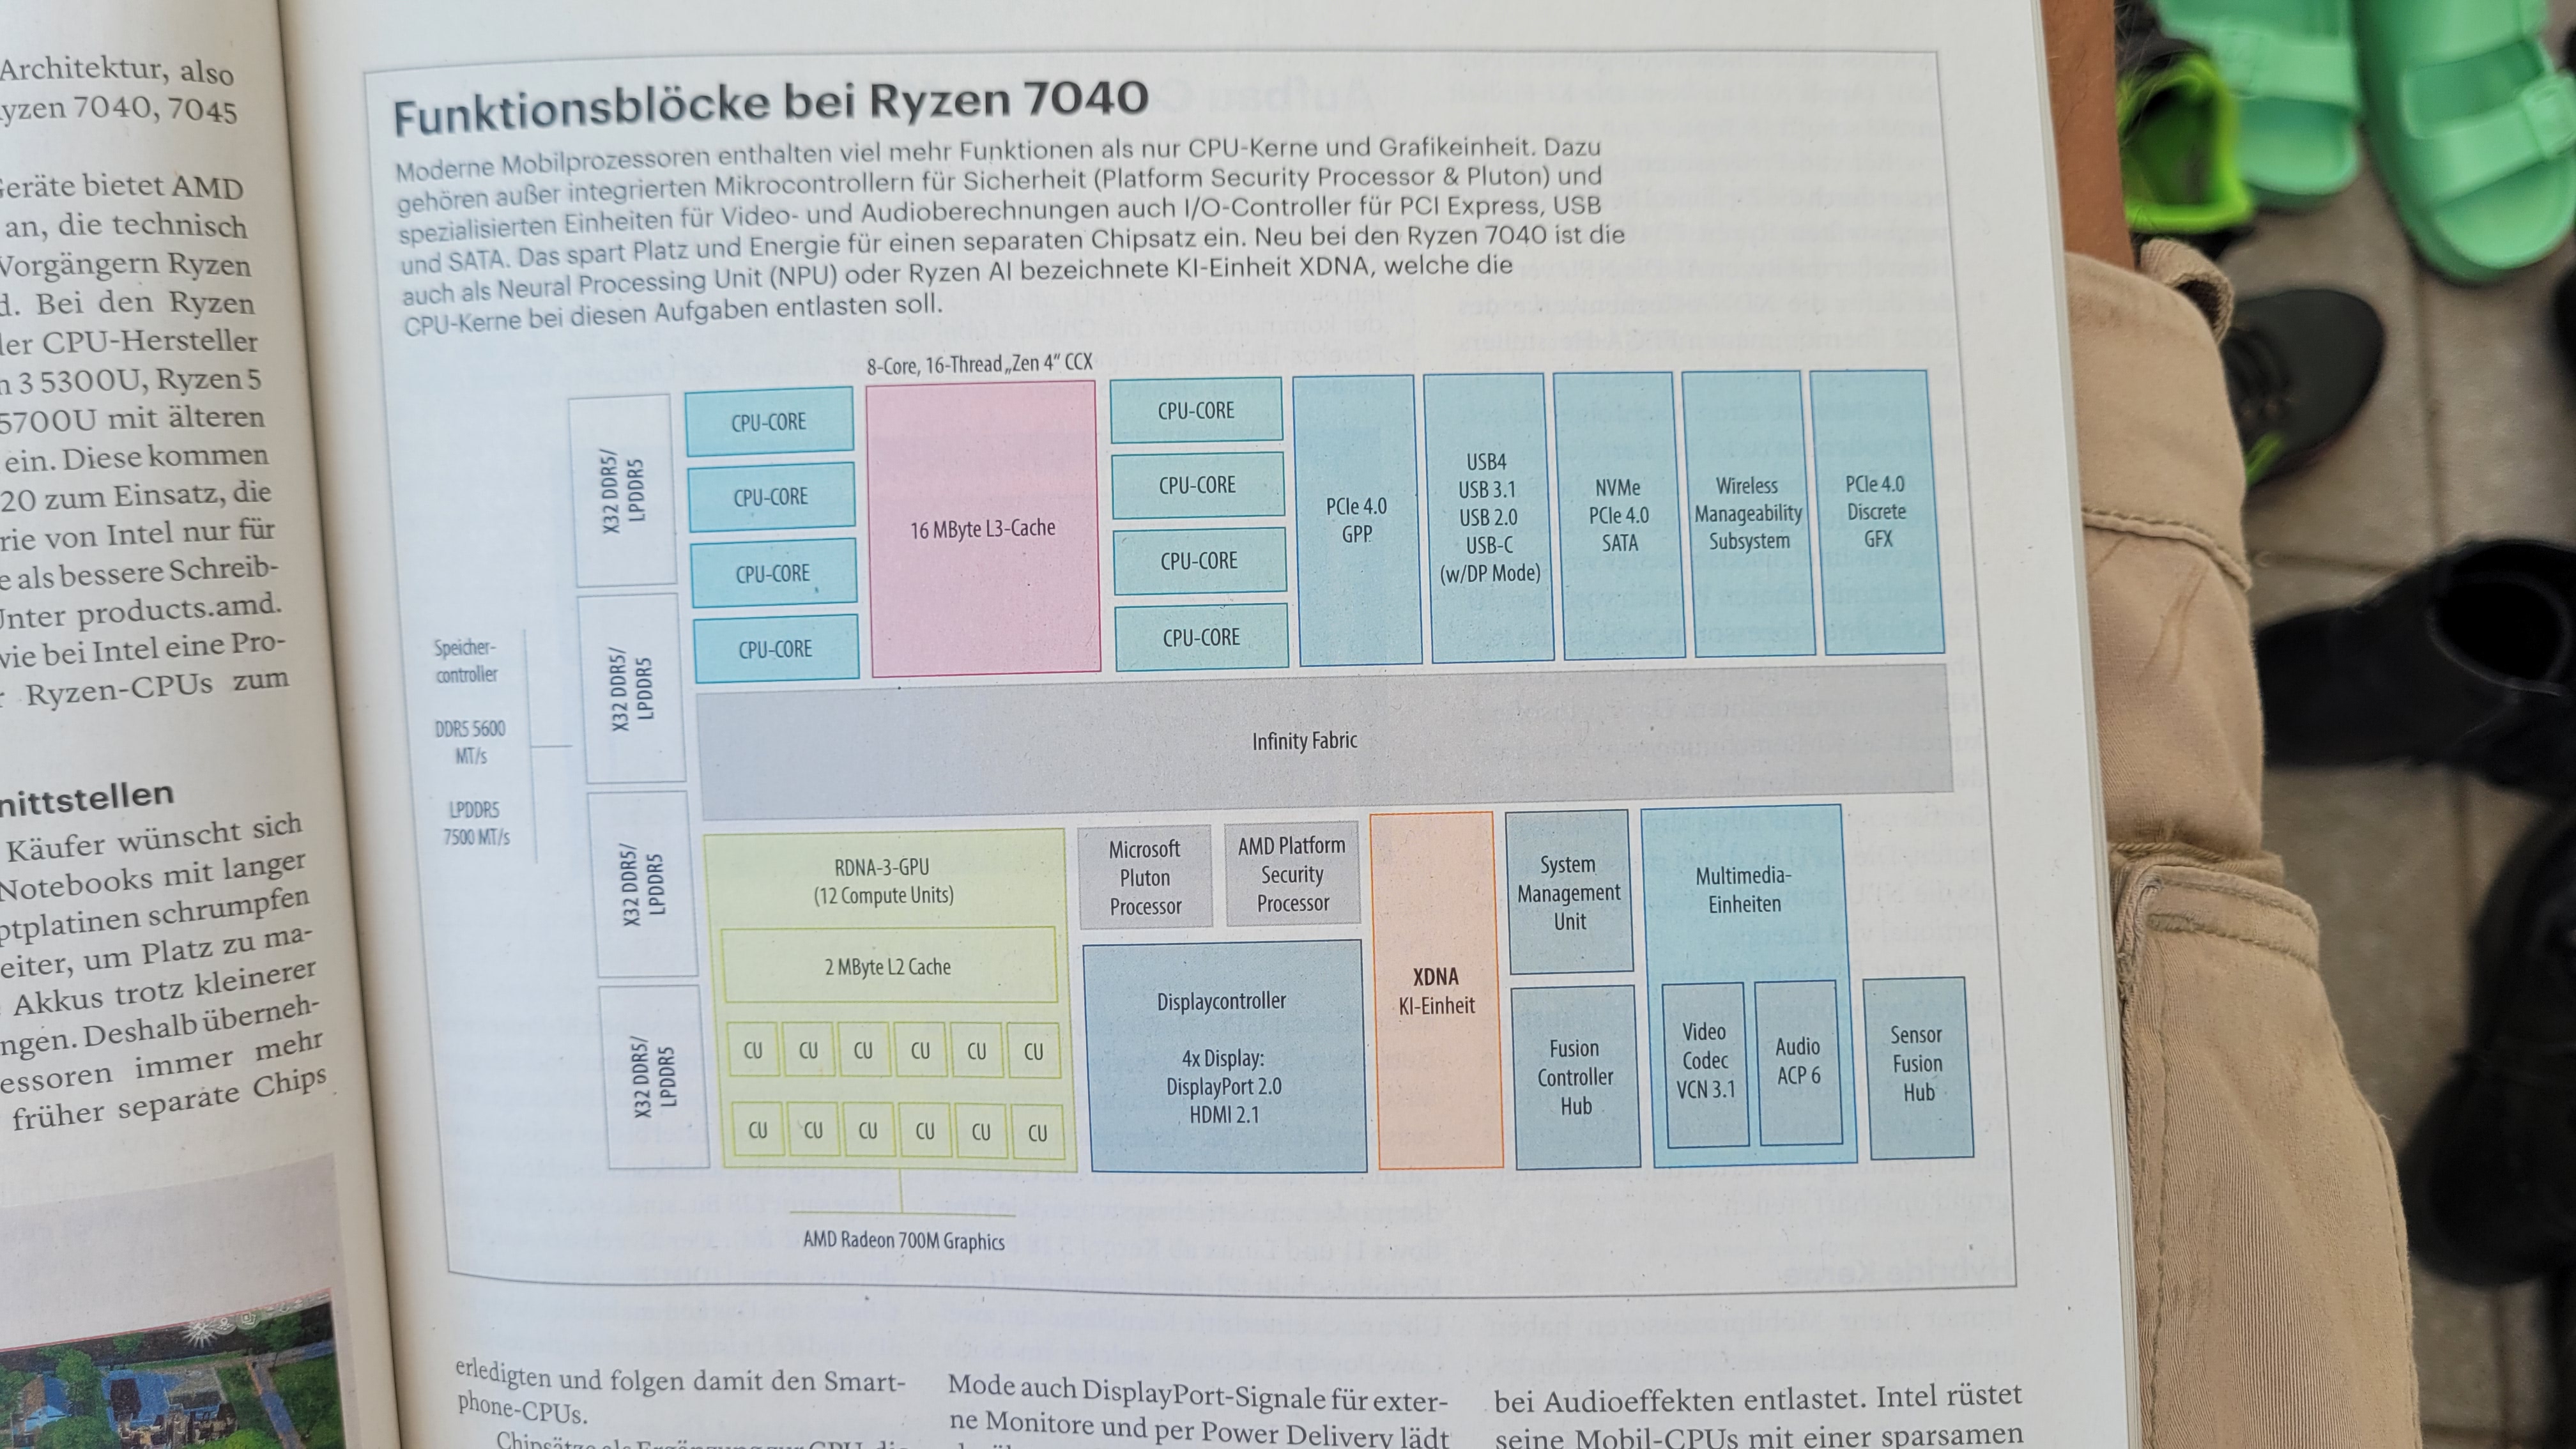 Architektur, also
yzen 7040, 7045
Geräte bietet AMD
an, die technisch
Vorgängern Ryzen
d. Bei den Ryzen
der CPU-Hersteller
n 3 5300U, Ryzen 5
5700U mit älteren
ein. Diese kommen
20 zum Einsatz, die
rie von Intel nur für
e als bessere Schreib-
Unter products.amd.
wie bei Intel eine Pro-
r Ryzen-CPUs zum
nittstellen
Käufer wünscht sich
Notebooks mit langer
ptplatinen schrumpfen
eiter, um Platz zu ma-
Akkus trotz kleinerer
ngen. Deshalb überneh-
essoren immer mehr
früher separate Chips
Funktionsblöcke bei Ryzen 7040
Moderne Mobilprozessoren enthalten viel mehr Funktionen als nur CPU-Kerne und Grafikeinheit. Dazu
gehören außer integrierten Mikrocontrollern für Sicherheit (Platform Security Processor & Pluton) und
spezialisierten Einheiten für Video- und Audioberechnungen auch I/O-Controller für PCI Express, USB
und SATA. Das spart Platz und Energie für einen separaten Chipsatz ein. Neu bei den Ryzen 7040 ist die
auch als Neural Processing Unit (NPU) oder Ryzen AI bezeichnete KI-Einheit XDNA, welche die
CPU-Kerne bei diesen Aufgaben entlasten soll.
8-Core, 16-Thread „Zen 4" CCX
Speicher-
controller
DDR5 5600
MT/s
LPDDR5
7500 MT/s
X32 DDR5/
LPDDR5
X32 DDR5/
LPDDR5
X32 DDR5/
LPDDR5
X32 DDR5/
LPDDR5
CPU-CORE
CPU-CORE
CPU-CORE
CPU-CORE
16 MByte L3-Cache
CPU-CORE
CPU-CORE
CPU-CORE
CPU-CORE
PCIe 4.0
GPP
USB4
USB 3.1
USB 2.0
USB-C
(w/DP Mode)
NVMe
PCIe 4.0
SATA
Wireless
Manageability
Subsystem
PCIe 4.0
Discrete
GFX
Infinity Fabric
RDNA-3-GPU
(12 Compute Units)
2 MByte L2 Cache
CU CU CU CU CU CU
CU CU CU CU CU CU
AMD Radeon 700M Graphics
Microsoft
Pluton
Processor
AMD Platform
Security
Processor
Displaycontroller
4x Display:
DisplayPort 2.0
HDMI 2.1
XDNA
KI-Einheit
System
Management
Unit
Fusion
Controller
Hub
Multimedia-
Einheiten
Video
Codec
VCN 3.1
Audio
ACP 6
Sensor
Fusion
Hub
erledigten und folgen damit den Smart-
phone-CPUs.
Mode auch DisplayPort-Signale für exter-
ne Monitore und per Power Delivery lädt
bei Audioeffekten entlastet. Intel rüstet
seine Mobil-CPUs mit einer sparsamen